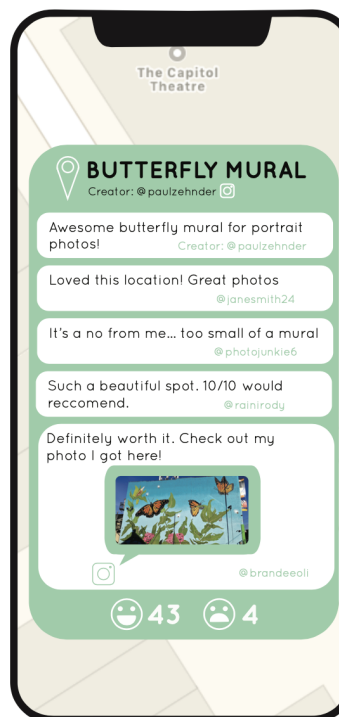 The Capitol
Theatre
BUTTERFLY MURAL
Creator: @paulzehnder
Awesome butterfly mural for portrait
photos!
Creator: @paulzehnder
Loved this location! Great photos
@janesmith24
It's a no from me... too small of a mural
@photojunkie6
Such a beautiful spot. 10/10 would
reccomend.
@rainirody
Definitely worth it. Check out my
photo I got here!
@brandeeoli
43
4